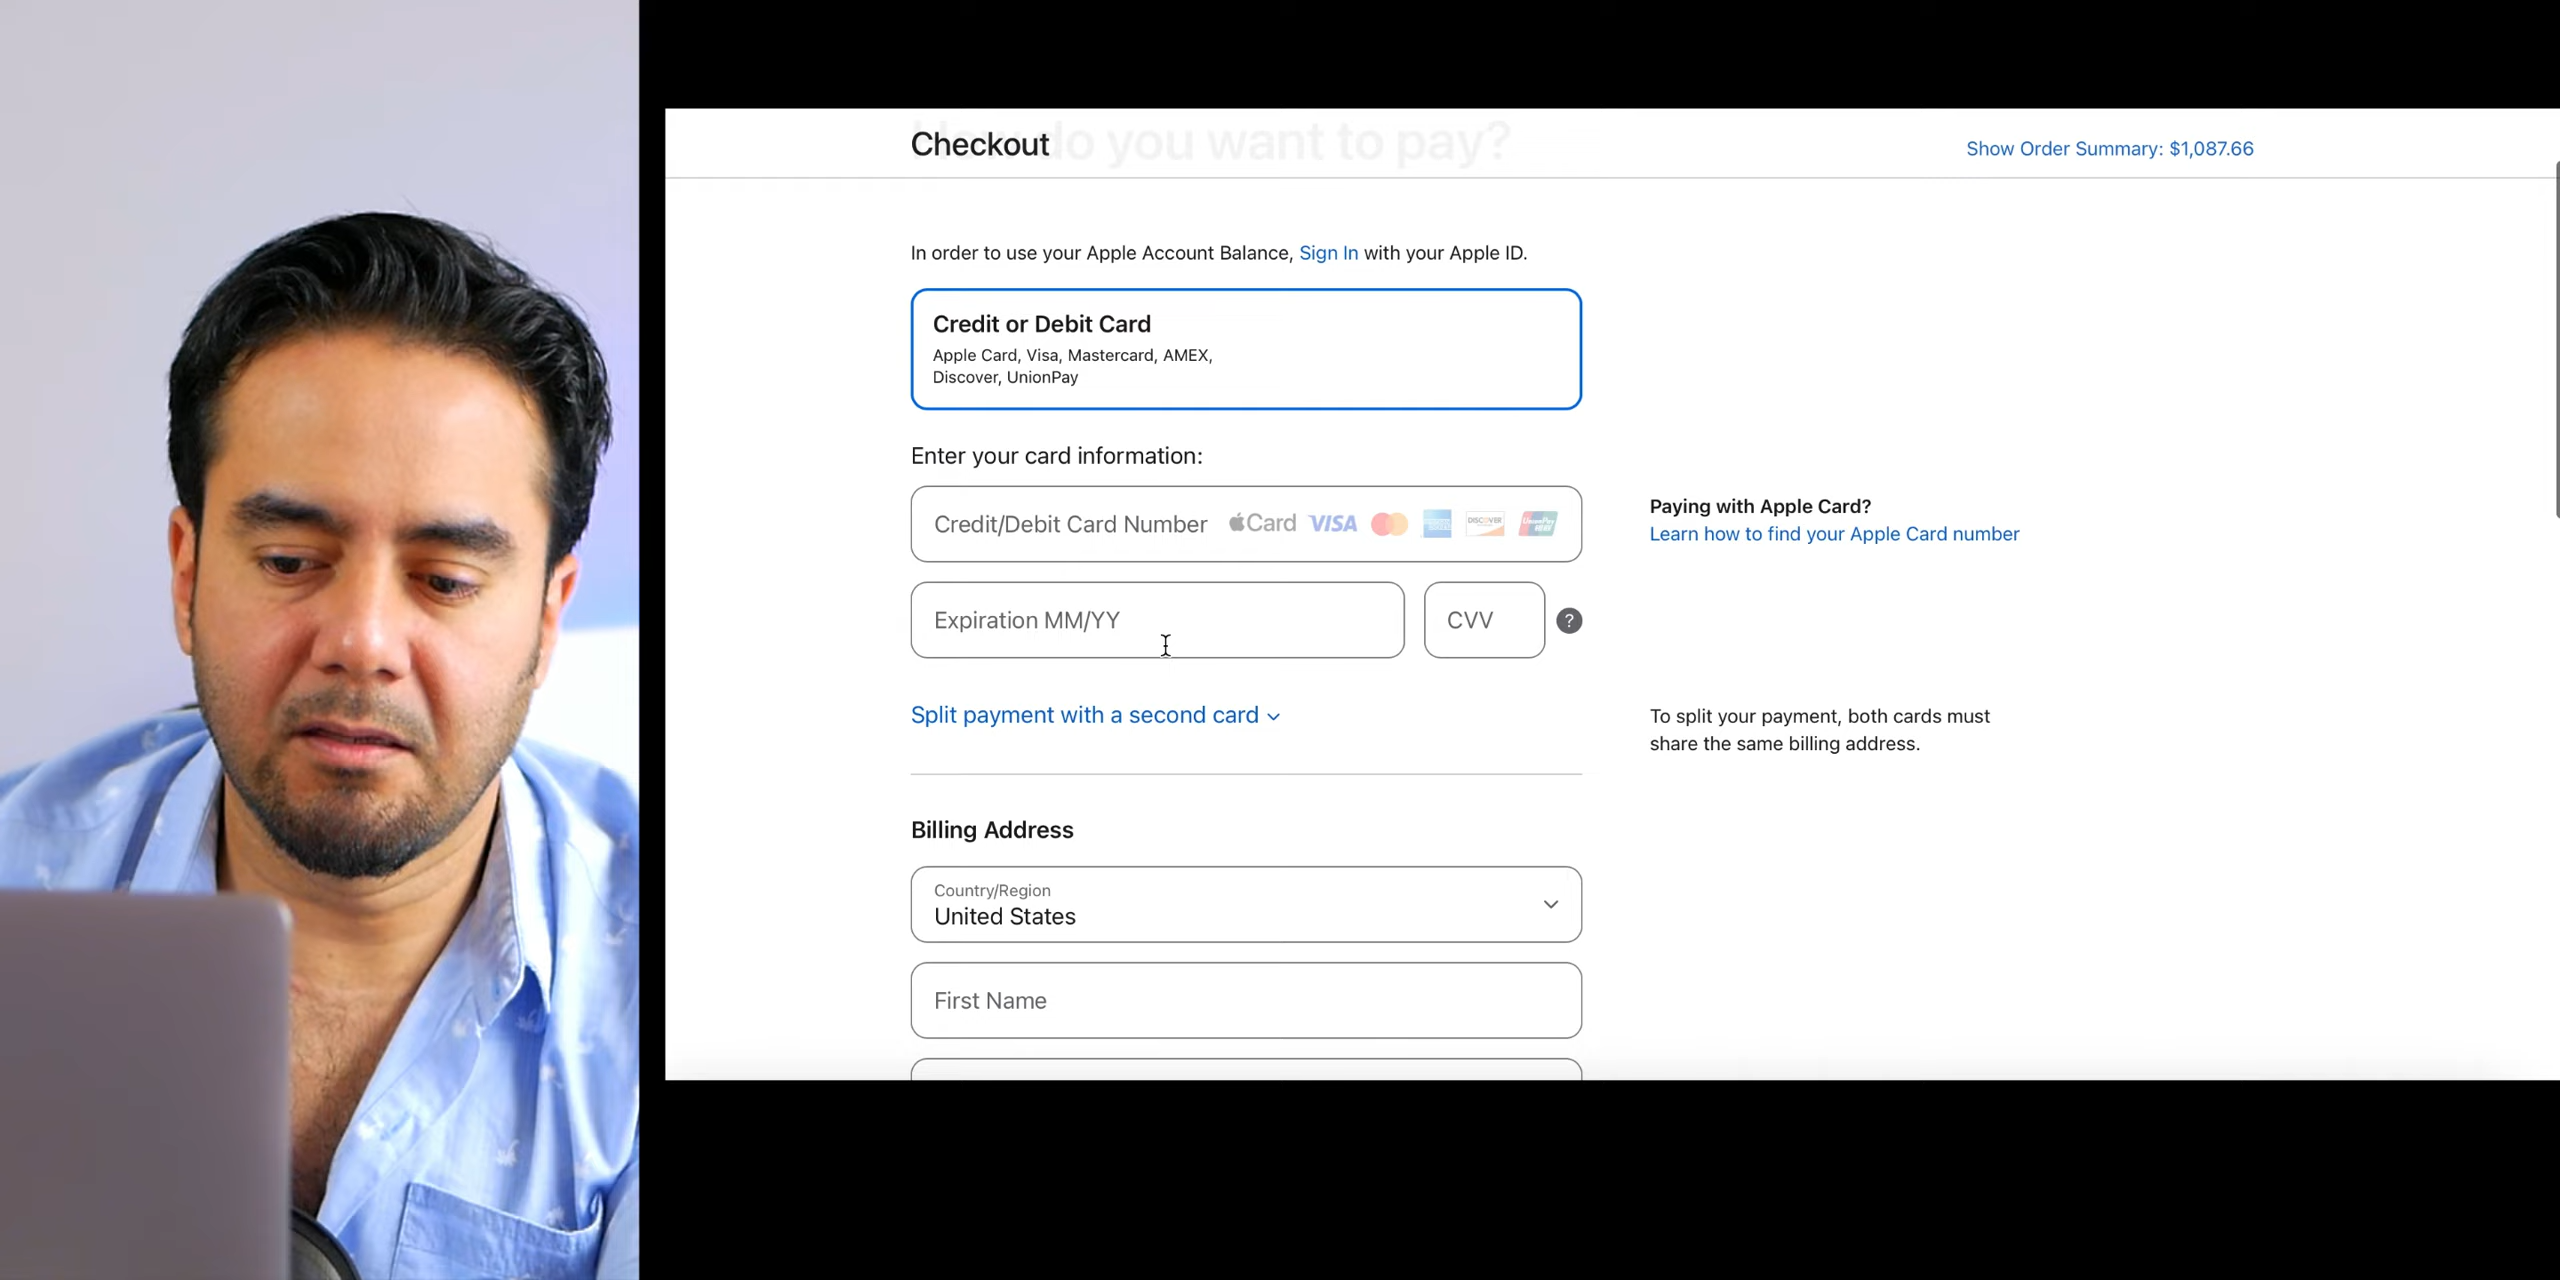 How do you want to pay?
Checkout
Show Order Summary: $1,087.66
In order to use your Apple Account Balance, Sign In with your Apple ID.
Credit or Debit Card
Apple Card, Visa, Mastercard, AMEX,
Discover, UnionPay
Enter your card information:
Credit/Debit Card Number
Card
VISA
DISCOVER
UnionPay
Paying with Apple Card?
Learn how to find your Apple Card number
Expiration MM/YY
CVV
?
Split payment with a second card
To split your payment, both cards must
share the same billing address.
Billing Address
Country/Region
United States
First Name